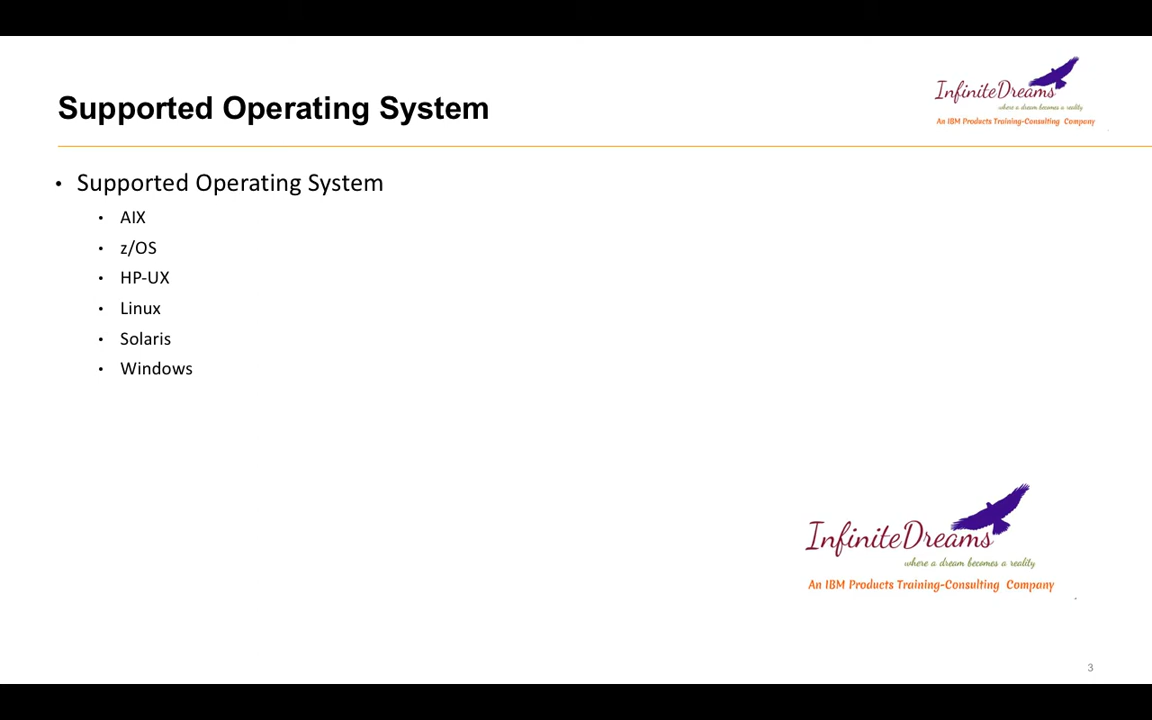 InfiniteDreams
where a dream becomes a reality
An IBM Products Training-Consulting Company
Supported Operating System
• Supported Operating System
• AIX
• z/OS
• HP-UX
• Linux
• Solaris
• Windows
InfiniteDreams
where a dream becomes a reality
An IBM Products Training-Consulting Company
3